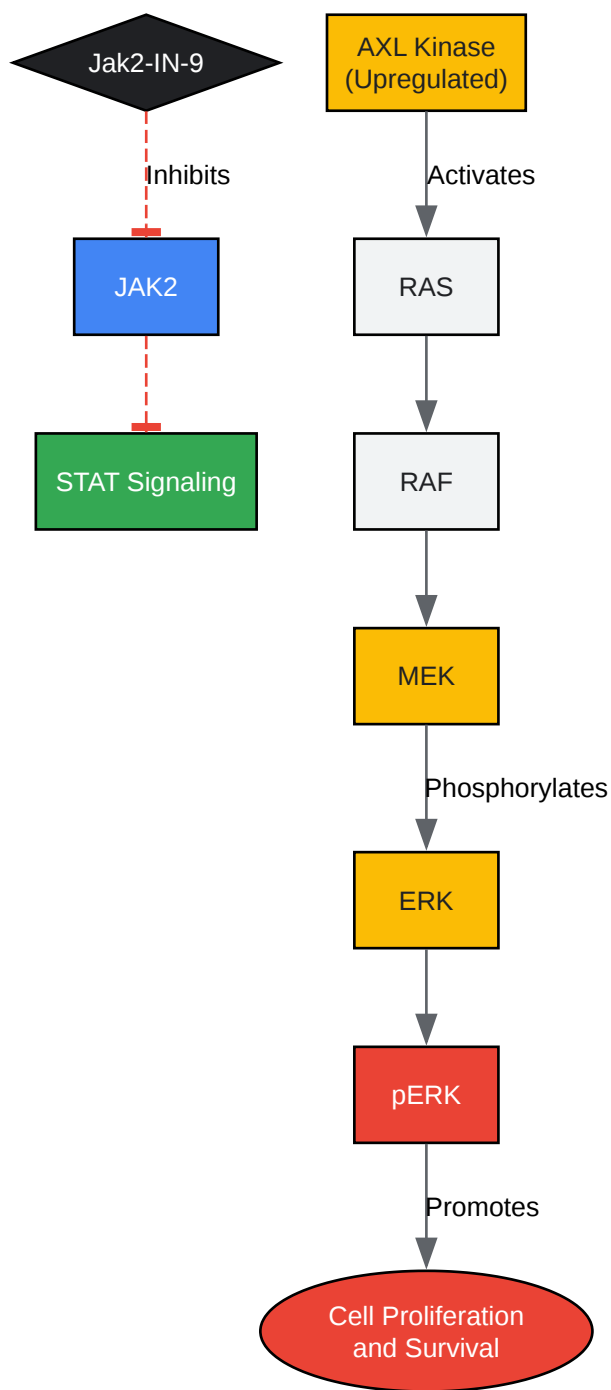 Jak2-IN-9
Inhibits
JAK2
STAT Signaling
AXL Kinase
(Upregulated)
Activates
RAS
RAF
MEK
Phosphorylates
ERK
pERK
Promotes
Cell Proliferation
and Survival